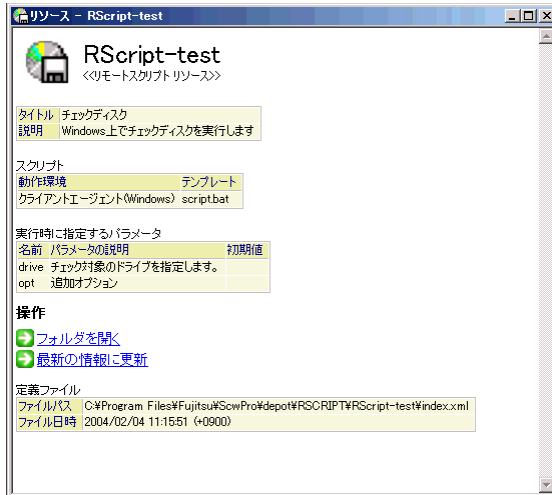 リソース - RScript-test
RScript-test
<<リモートスクリプト リソース>>
タイトル チェックディスク
説明 Windows上でチェックディスクを実行します
スクリプト
動作環境 テンプレート
クライアントエージェント(Windows) script.bat
実行時に指定するパラメータ
名前 パラメータの説明 初期値
drive チェック対象のドライブを指定します。
opt 追加オプション
操作
フォルダを開く
最新の情報に更新
定義ファイル
ファイルパス C:¥Program Files¥Fujitsu¥ScwPro¥depot¥RSCRIPT¥RScript-test¥index.xml
ファイル日時 2004/02/04 11:15:51 (+0900)